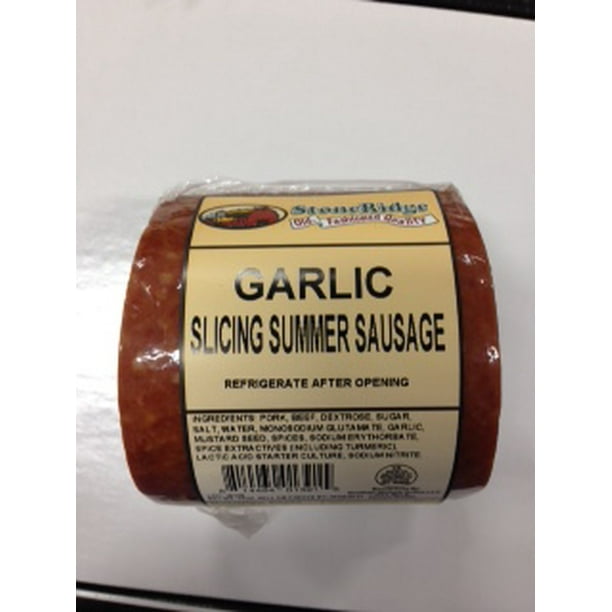 StoneRidge
Old Fashioned Quality
GARLIC
SLICING SUMMER SAUSAGE
REFRIGERATE AFTER OPENING
INGREDIENTS: PORK, BEEF, DEXTROSE, SUGAR,
SALT, WATER, MONOSODIUM GLUTAMATE, GARLIC,
MUSTARD SEED, SPICES, SODIUM ERYTHORBATE,
SPICE EXTRACTIVES (INCLUDING TURMERIC),
LACTIC ACID STARTER CULTURE, SODIUM NITRITE.